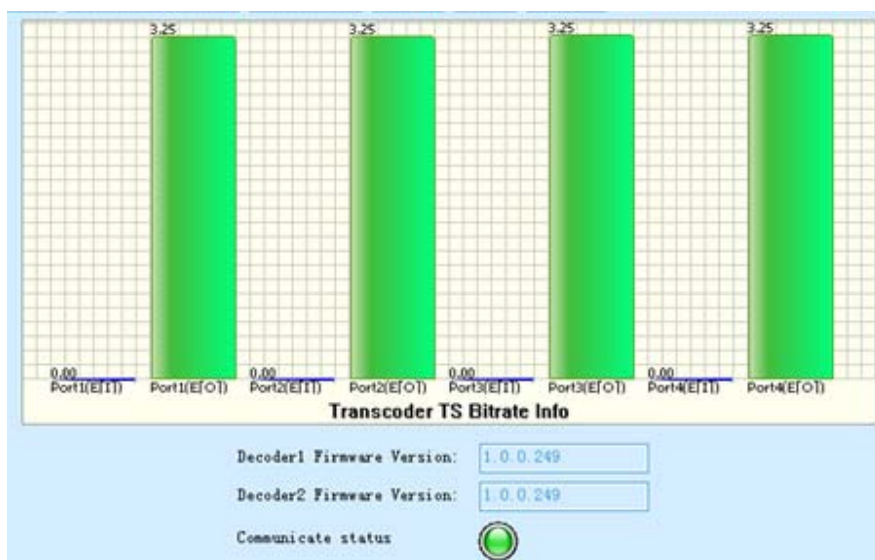 3.25 3.25 3.25 3.25
0.00 0.00 0.00 0.00
Port1(E[I]) Port1(E[O]) Port2(E[I]) Port2(E[O]) Port3(E[I]) Port3(E[O]) Port4(E[I]) Port4(E[O])
Transcoder TS Bitrate Info
Decoder1 Firmware Version: 1.0.0.249
Decoder2 Firmware Version: 1.0.0.249
Communicate status